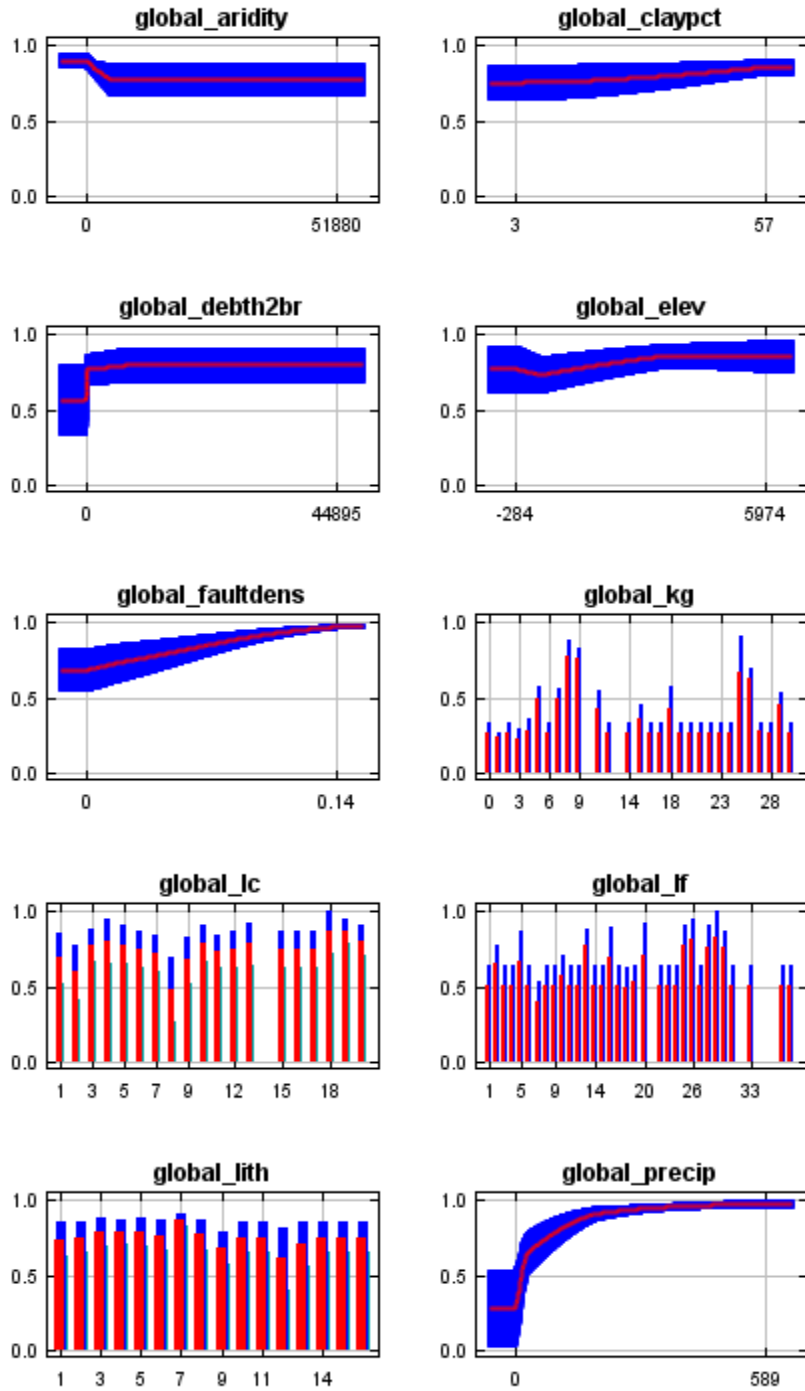 global_aridity
1.0
0.5
0.0
0 51880
global_claypct
1.0
0.5
0.0
3 57
global_debth2br
1.0
0.5
0.0
0 44895
global_elev
1.0
0.5
0.0
-284 5974
global_faultdens
1.0
0.5
0.0
0 0.14
global_kg
1.0
0.5
0.0
0 3 6 9 14 18 23 28
global_lc
1.0
0.5
0.0
1 3 5 7 9 12 15 18
global_lf
1.0
0.5
0.0
1 5 9 14 20 26 33
global_lith
1.0
0.5
0.0
1 3 5 7 9 11 14
global_precip
1.0
0.5
0.0
0 589